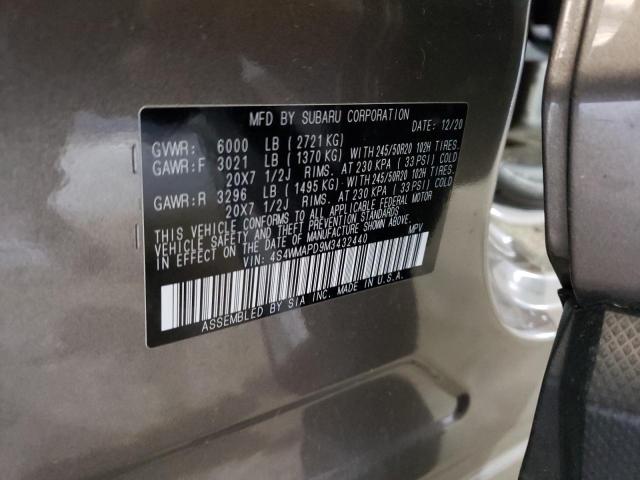 MFD BY SUBARU CORPORATION
DATE: 12/20
GVWR: 6000 LB (2721 KG)
GAWR:F 3021 LB (1370 KG) WITH 245/50R20 102H TIRES.
20X7 1/2J RIMS. AT 230 KPA (33 PSI) COLD
GAWR:R 3296 LB (1495 KG) WITH 245/50R20 102H TIRES.
20X7 1/2J RIMS. AT 230 KPA (33 PSI) COLD
THIS VEHICLE CONFORMS TO ALL APPLICABLE FEDERAL MOTOR
VEHICLE SAFETY AND THEFT PREVENTION STANDARDS
IN EFFECT ON THE DATE OF MANUFACTURE SHOWN ABOVE.
VIN: 4S4WMAPD9M3432440 MPV
ASSEMBLED BY SIA INC. MADE IN U.S.A.